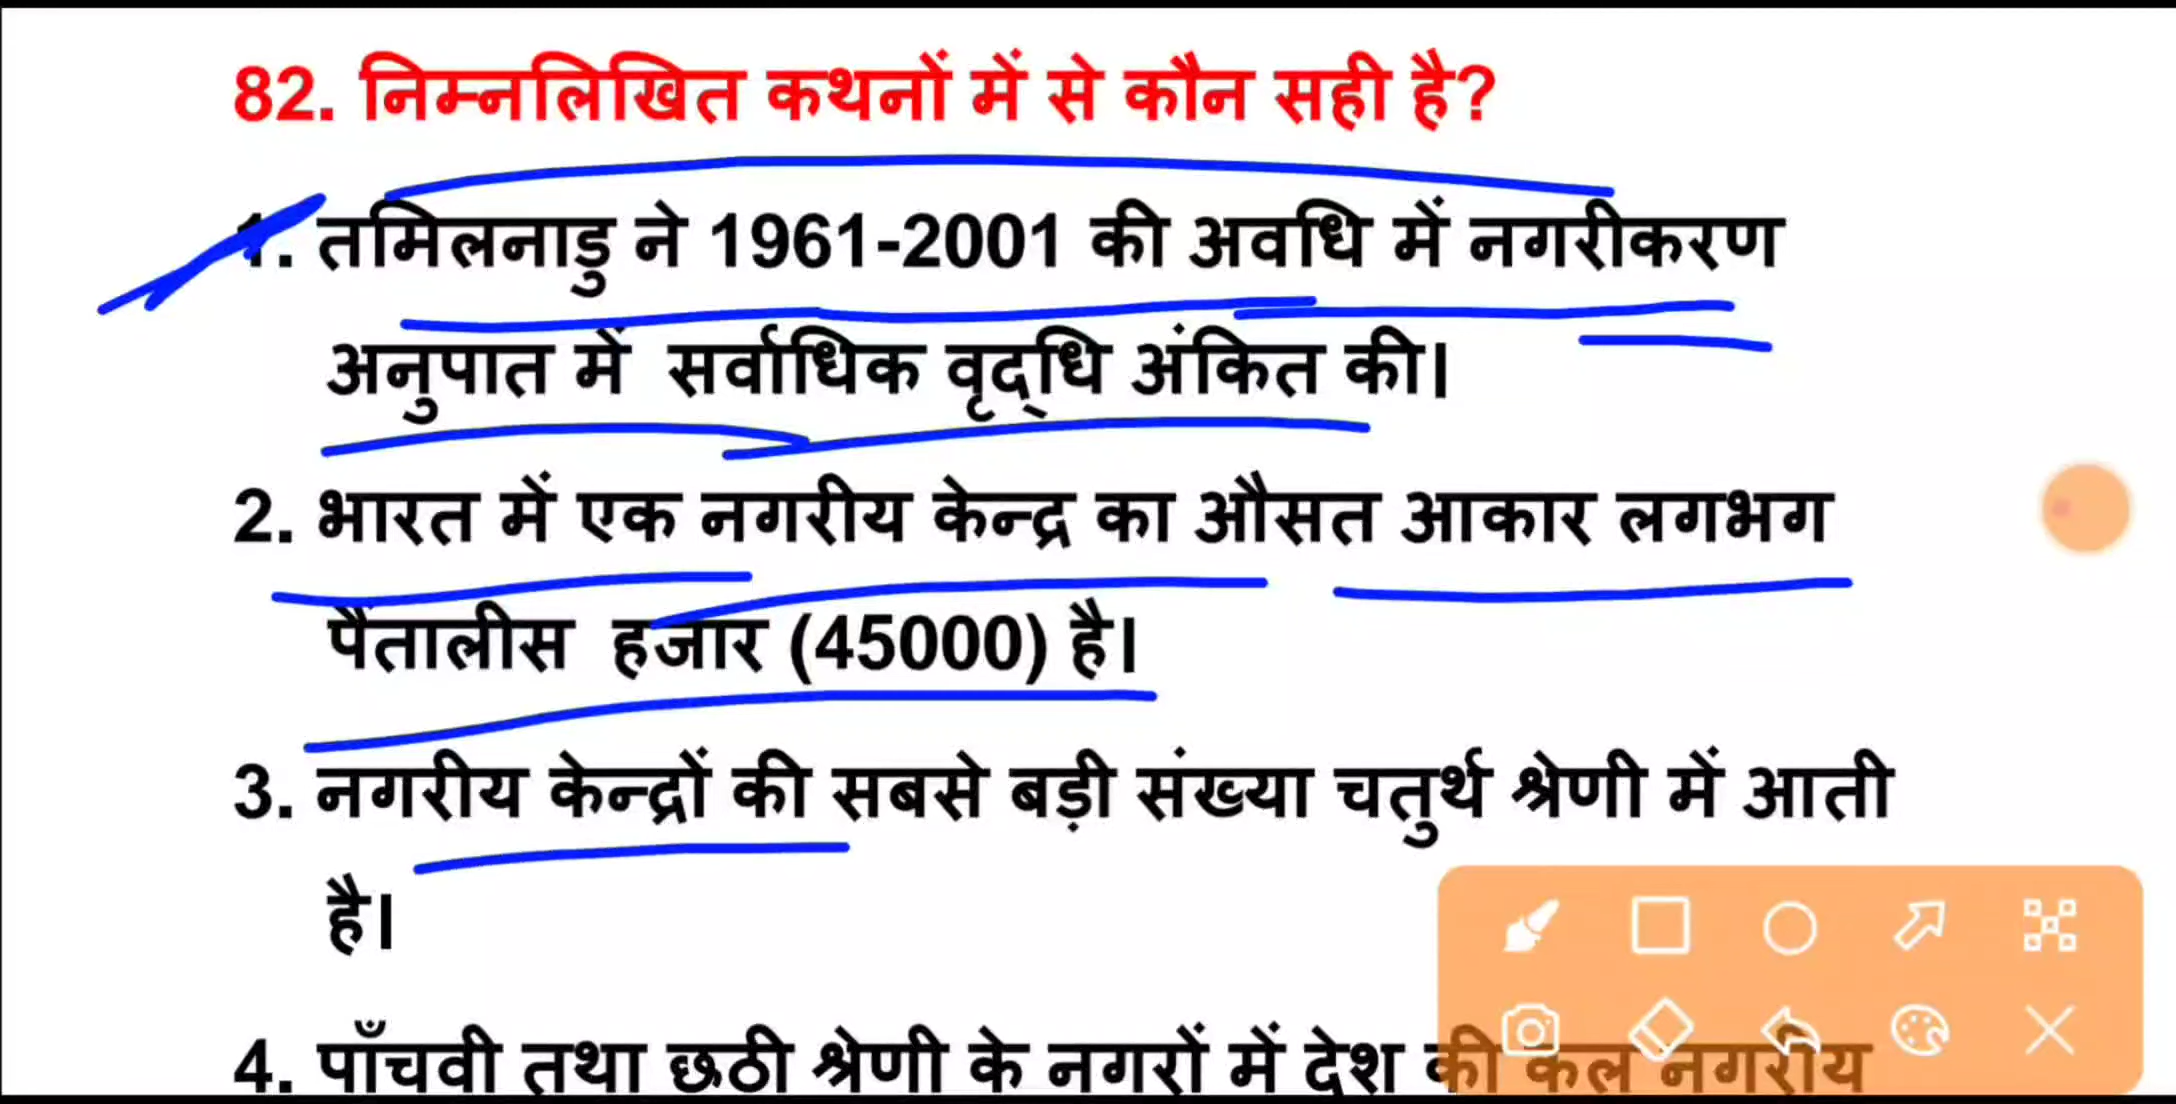 82. निम्नलिखित कथनों में से कौन सही है?
1. तमिलनाडु ने 1961-2001 की अवधि में नगरीकरण
अनुपात में सर्वाधिक वृद्धि अंकित की।
2. भारत में एक नगरीय केन्द्र का औसत आकार लगभग
पैंतालीस हजार (45000) है।
3. नगरीय केन्द्रों की सबसे बड़ी संख्या चतुर्थ श्रेणी में आती
है।
4. पाँचवी तथा छठी श्रेणी के नगरों में देश की कुल नगरीय